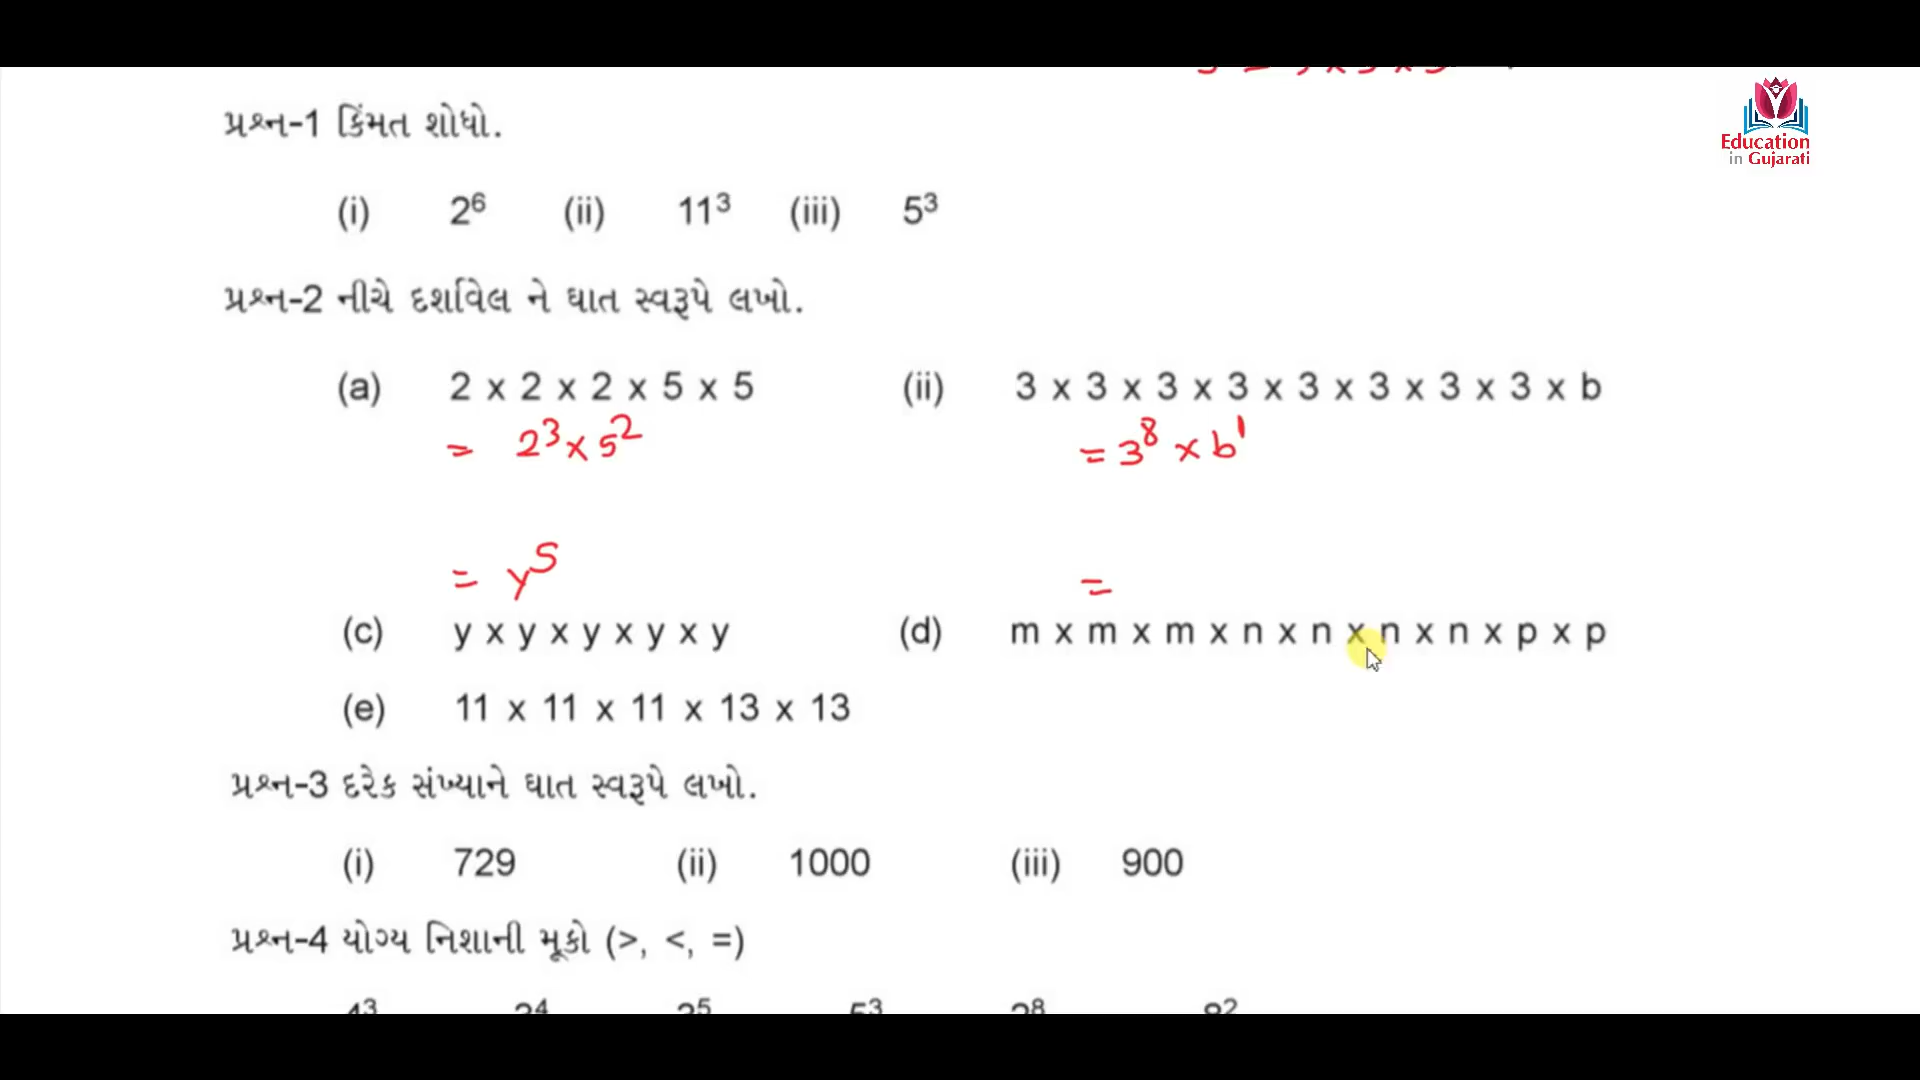 Education
in Gujarati
પ્રશ્ન-1 કિંમત શોધો.
(i) 2⁶ (ii) 11³ (iii) 5³
પ્રશ્ન-2 નીચે દર્શાવેલ ને ઘાત સ્વરૂપે લખો.
(a) 2 x 2 x 2 x 5 x 5 (ii) 3 x 3 x 3 x 3 x 3 x 3 x 3 x 3 x b
= 2³ x 5² = 3⁸ x b¹
= y⁵ =
(c) y x y x y x y x y (d) m x m x m x n x n x n x n x p x p
(e) 11 x 11 x 11 x 13 x 13
પ્રશ્ન-3 દરેક સંખ્યાને ઘાત સ્વરૂપે લખો.
(i) 729 (ii) 1000 (iii) 900
પ્રશ્ન-4 યોગ્ય નિશાની મૂકો (>, <, =)